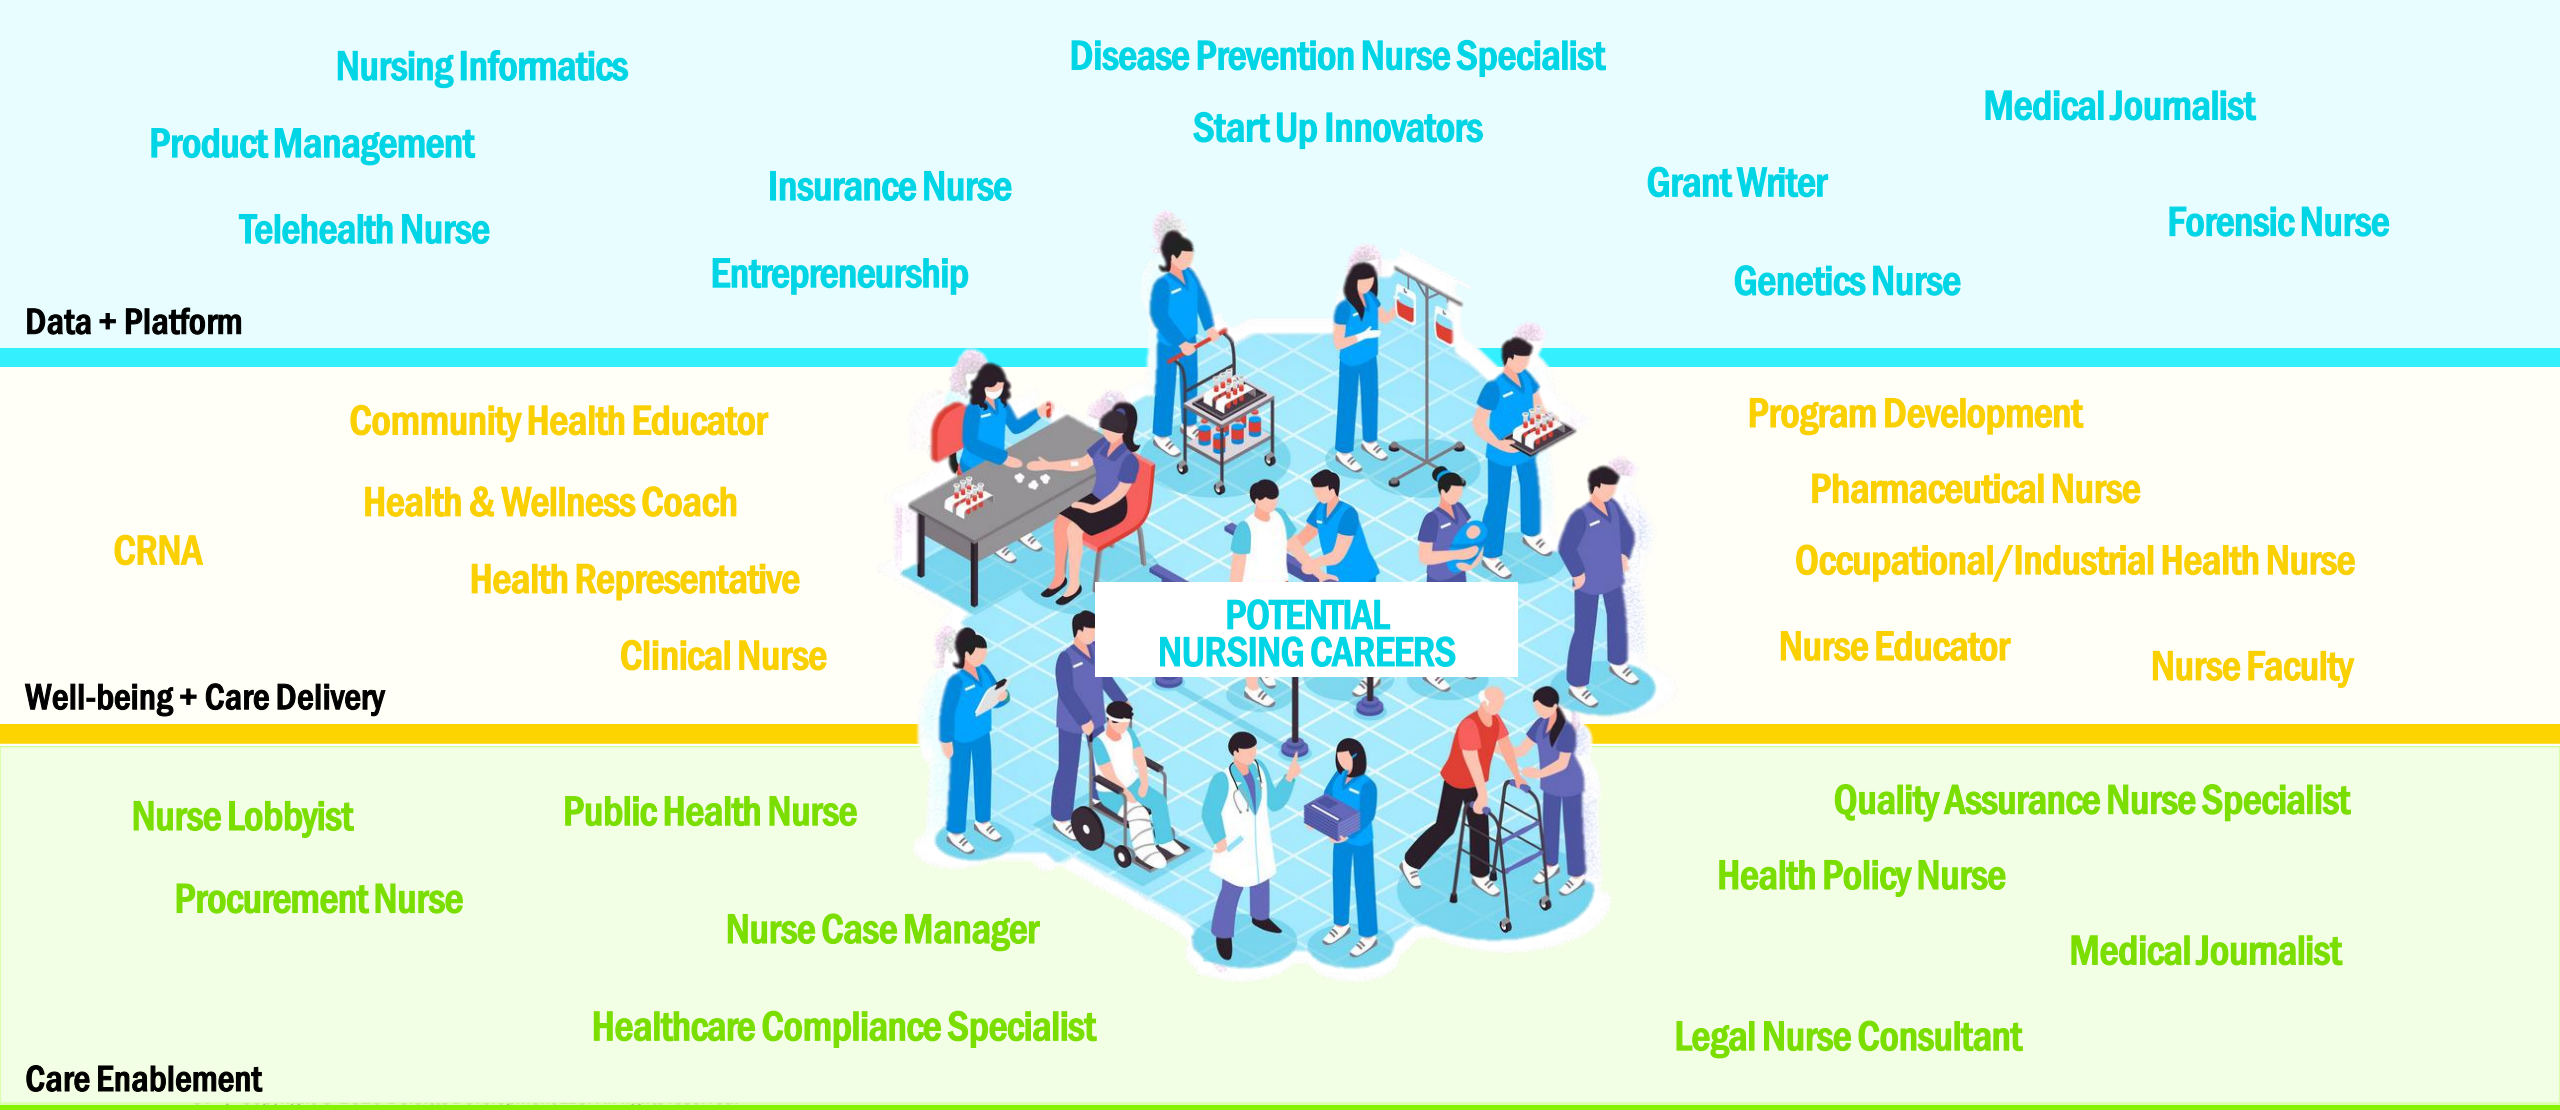 Nursing Informatics
Disease Prevention Nurse Specialist
Medical Journalist
Product Management
Start Up Innovators
Insurance Nurse
Grant Writer
Telehealth Nurse
Forensic Nurse
Entrepreneurship
Genetics Nurse
Data + Platform
Community Health Educator
Program Development
Health & Wellness Coach
Pharmaceutical Nurse
CRNA
Occupational/Industrial Health Nurse
Health Representative
POTENTIAL
NURSING CAREERS
Clinical Nurse
Nurse Educator
Nurse Faculty
Well-being + Care Delivery
Nurse Lobbyist
Public Health Nurse
Quality Assurance Nurse Specialist
Health Policy Nurse
Procurement Nurse
Nurse Case Manager
Medical Journalist
Healthcare Compliance Specialist
Legal Nurse Consultant
Care Enablement